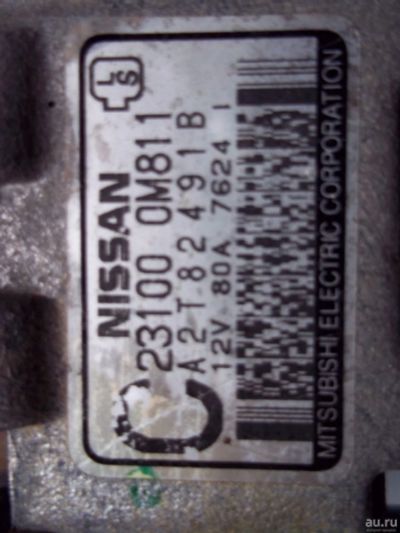 L S
NISSAN
C
23100 0M811
A2T82491B
12V 80A 7624 I
MITSUBISHI ELECTRIC CORPORATION
au.ru